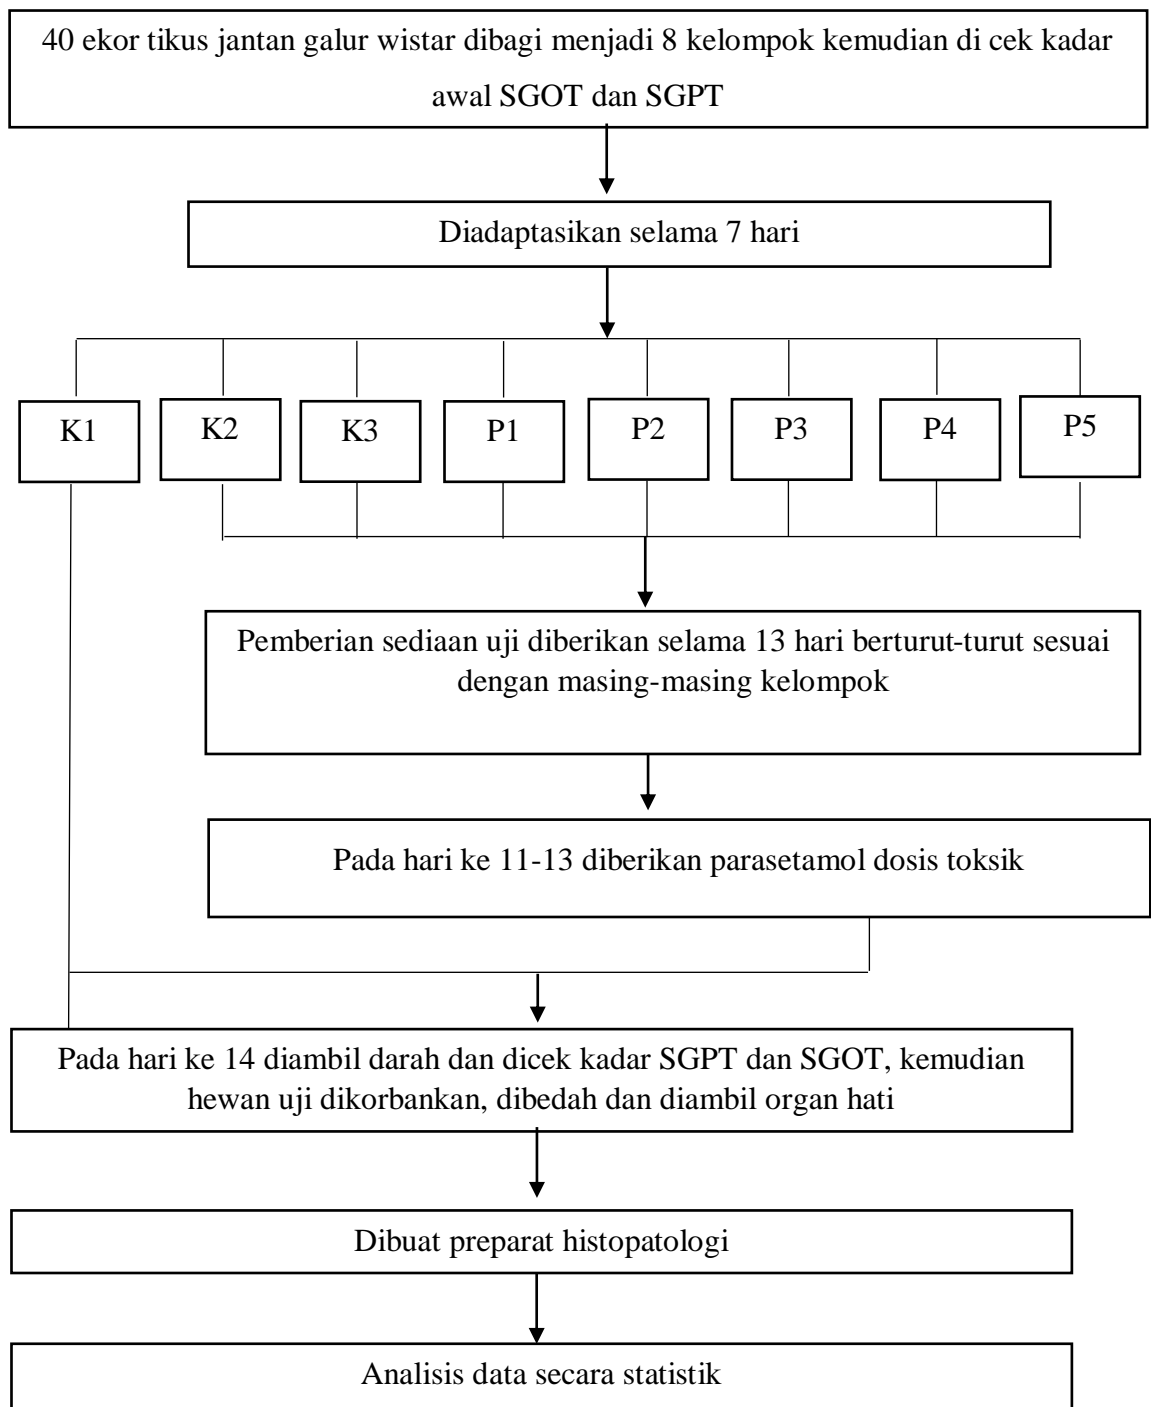 40 ekor tikus jantan galur wistar dibagi menjadi 8 kelompok kemudian di cek kadar
awal SGOT dan SGPT
Diadaptasikan selama 7 hari
K1
K2
K3
P1
P2
P3
P4
P5
Pemberian sediaan uji diberikan selama 13 hari berturut-turut sesuai
dengan masing-masing kelompok
Pada hari ke 11-13 diberikan parasetamol dosis toksik
Pada hari ke 14 diambil darah dan dicek kadar SGPT dan SGOT, kemudian
hewan uji dikorbankan, dibedah dan diambil organ hati
Dibuat preparat histopatologi
Analisis data secara statistik